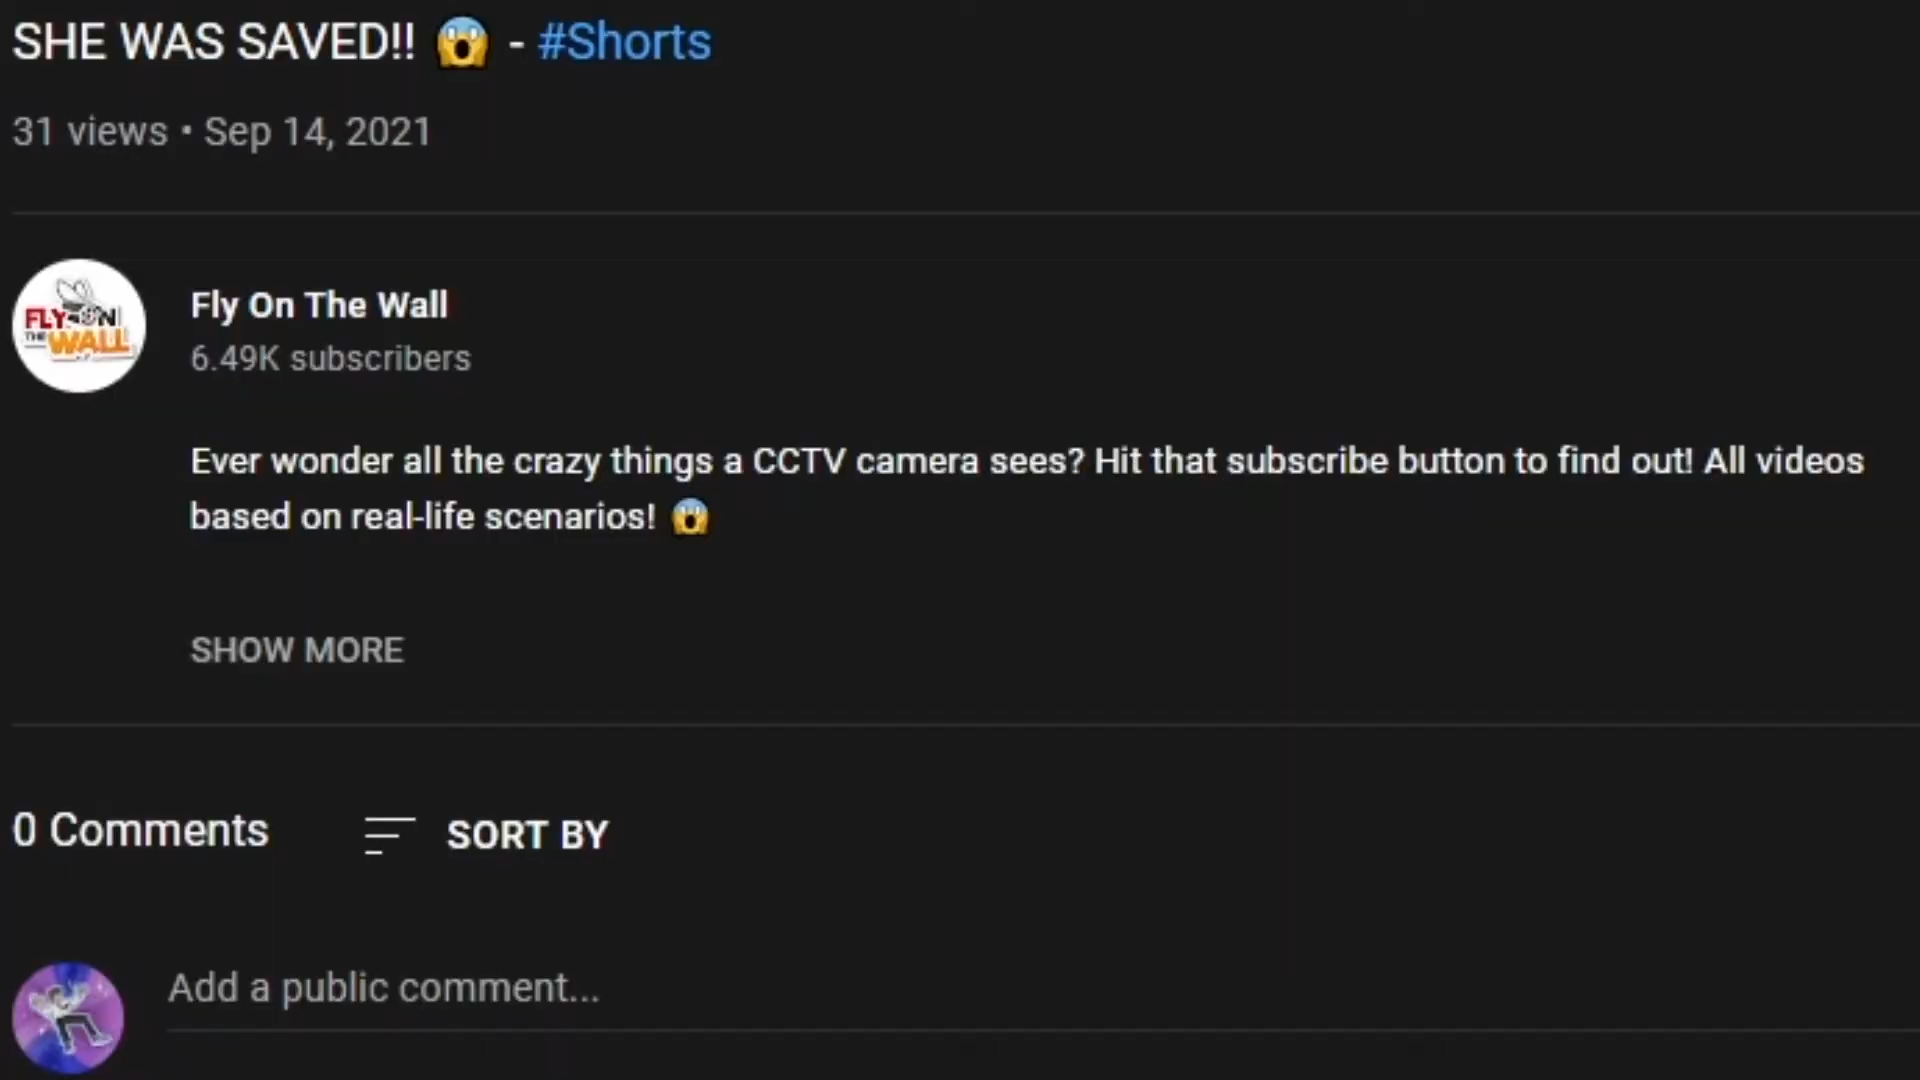 SHE WAS SAVED!! 😱 - #Shorts
31 views • Sep 14, 2021
FLY ON
THE WALL
Fly On The Wall
6.49K subscribers
Ever wonder all the crazy things a CCTV camera sees? Hit that subscribe button to find out! All videos
based on real-life scenarios! 😱
SHOW MORE
0 Comments SORT BY
Add a public comment...